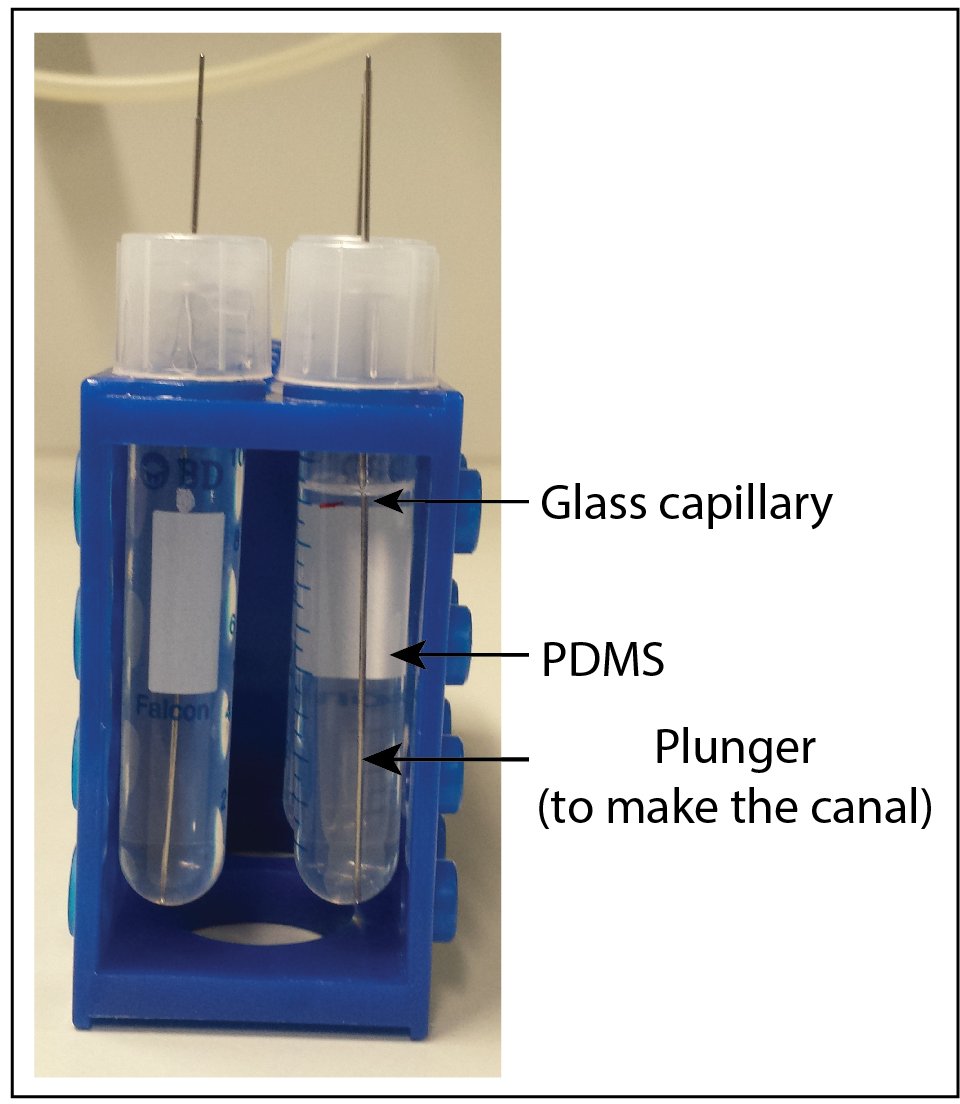 BD
Falcon
Glass capillary
PDMS
Plunger
(to make the canal)